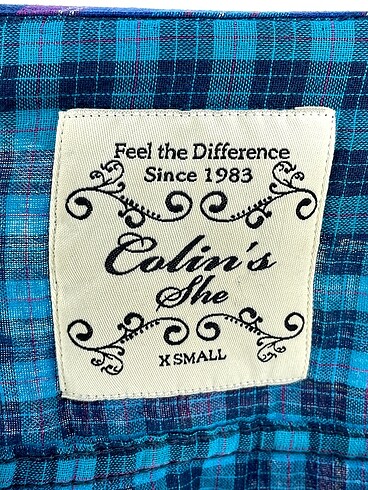 Feel the Difference
Since 1983
Colin's
She
X SMALL